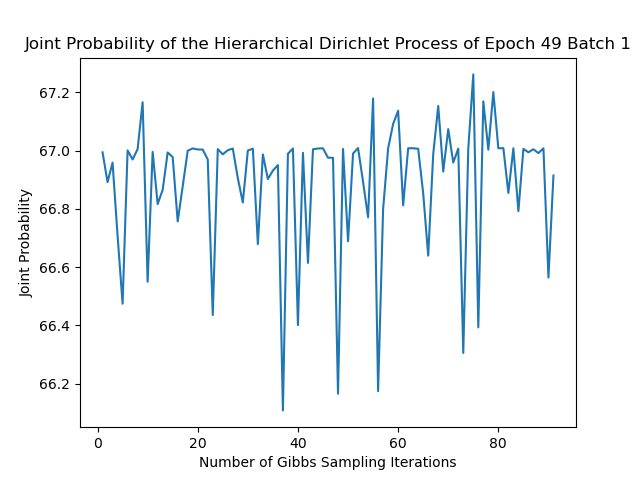 Joint Probability of the Hierarchical Dirichlet Process of Epoch 49 Batch 1
67.2
67.0
66.8
66.6
66.4
66.2
Joint Probability
0 20 40 60 80
Number of Gibbs Sampling Iterations